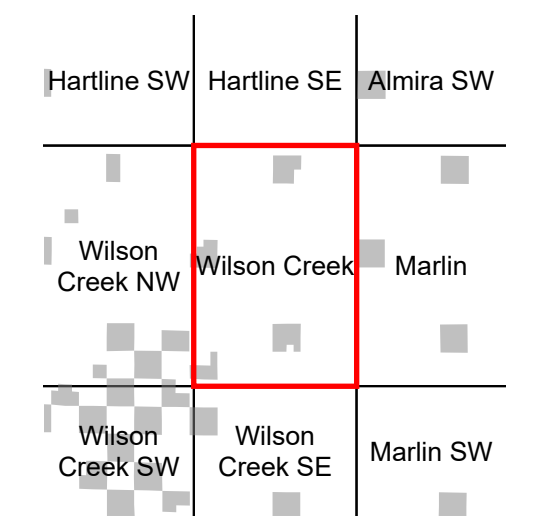 Hartline SW
Hartline SE
Almira SW
Wilson
Creek NW
Wilson Creek
Marlin
Wilson
Creek SW
Wilson
Creek SE
Marlin SW